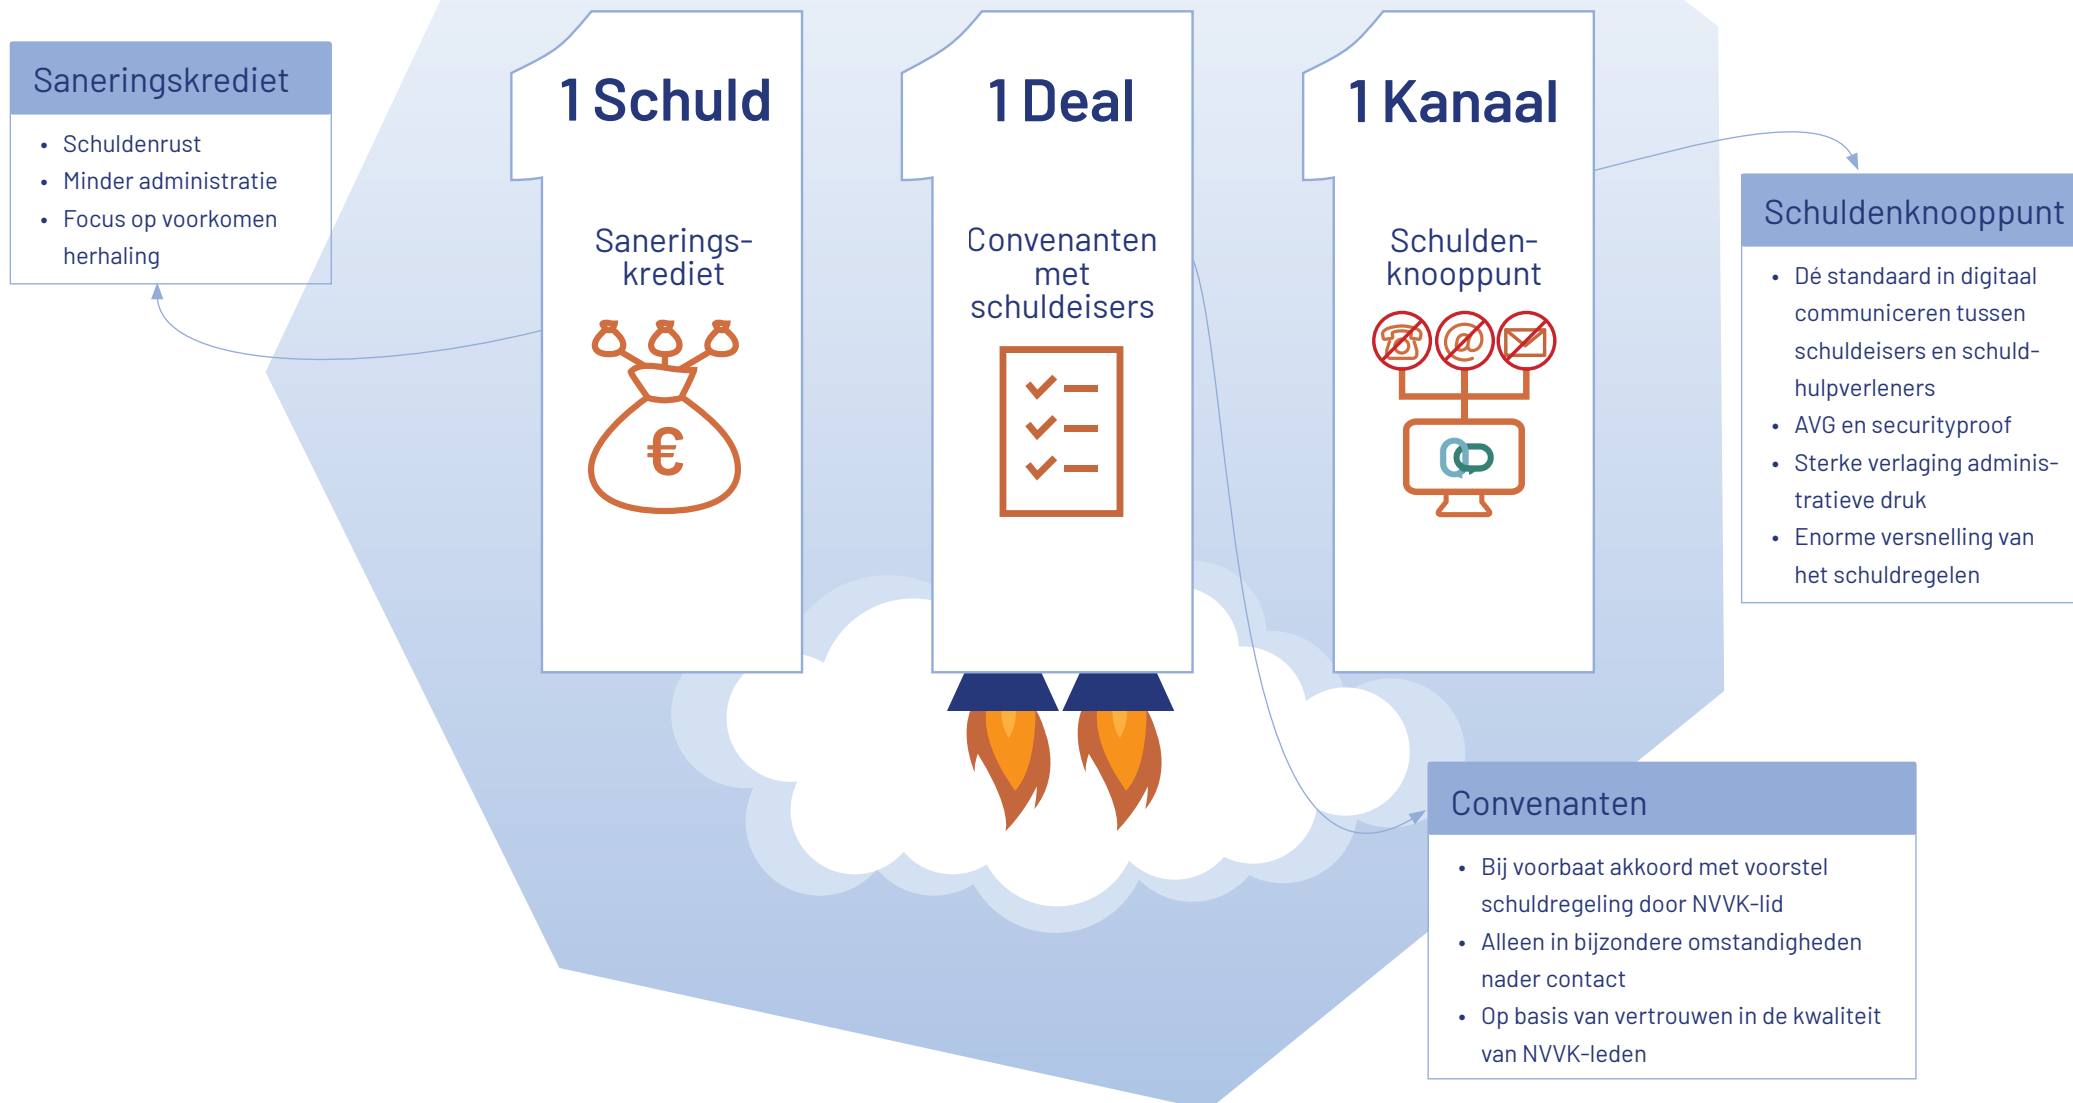 Saneringskrediet
• Schuldenrust
• Minder administratie
• Focus op voorkomen
herhaling
1 Schuld
Sanerings-
krediet
€
1 Deal
Convenanten
met
schuldeisers
1 Kanaal
Schulden-
knooppunt
@
Schuldenknooppunt
• Dé standaard in digitaal
communiceren tussen
schuldeisers en schuld-
hulpverleners
• AVG en securityproof
• Sterke verlaging adminis-
tratieve druk
• Enorme versnelling van
het schuldregelen
Convenanten
• Bij voorbaat akkoord met voorstel
schuldregeling door NVVK-lid
• Alleen in bijzondere omstandigheden
nader contact
• Op basis van vertrouwen in de kwaliteit
van NVVK-leden